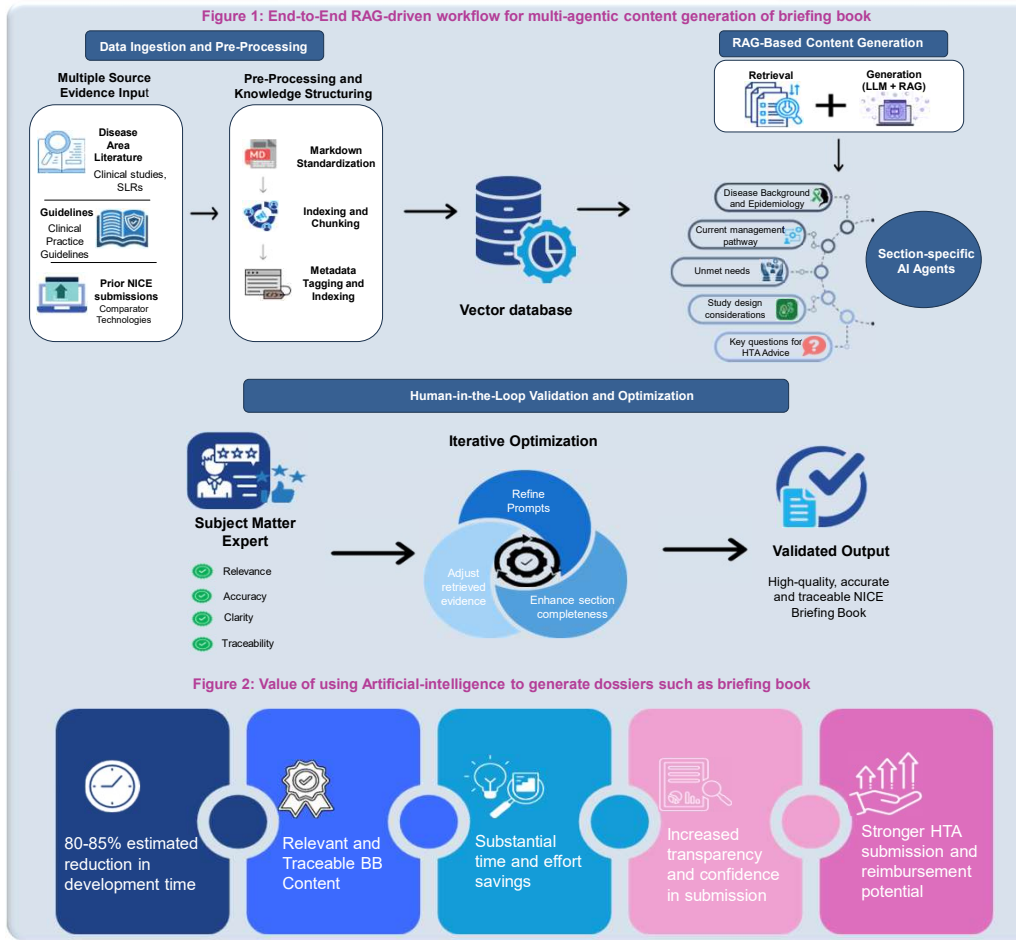 Figure 1: End-to-End RAG-driven workflow for multi-agentic content generation of briefing book
Data Ingestion and Pre-Processing
Multiple Source
Evidence Input
Disease
Area
Literature
Clinical studies,
SLRs
Guidelines
Clinical
Practice
Guidelines
Prior NICE
submissions
Comparator
Technologies
Pre-Processing and
Knowledge Structuring
MD
Markdown
Standardization
Indexing and
Chunking
Metadata
Tagging and
Indexing
Vector database
RAG-Based Content Generation
Retrieval
+
Generation
(LLM + RAG)
Disease Background
and Epidemiology
Current management
pathway
Unmet needs
Study design
considerations
Key questions for
HTA Advice
?
Section-specific
AI Agents
Human-in-the-Loop Validation and Optimization
Subject Matter
Expert
Relevance
Accuracy
Clarity
Traceability
Iterative Optimization
Refine
Prompts
Adjust
retrieved
evidence
Enhance section
completeness
Validated Output
High-quality, accurate
and traceable NICE
Briefing Book
Figure 2: Value of using Artificial-intelligence to generate dossiers such as briefing book
80-85% estimated
reduction in
development time
Relevant and
Traceable BB
Content
Substantial
time and effort
savings
Increased
transparency
and confidence
in submission
Stronger HTA
submission and
reimbursement
potential